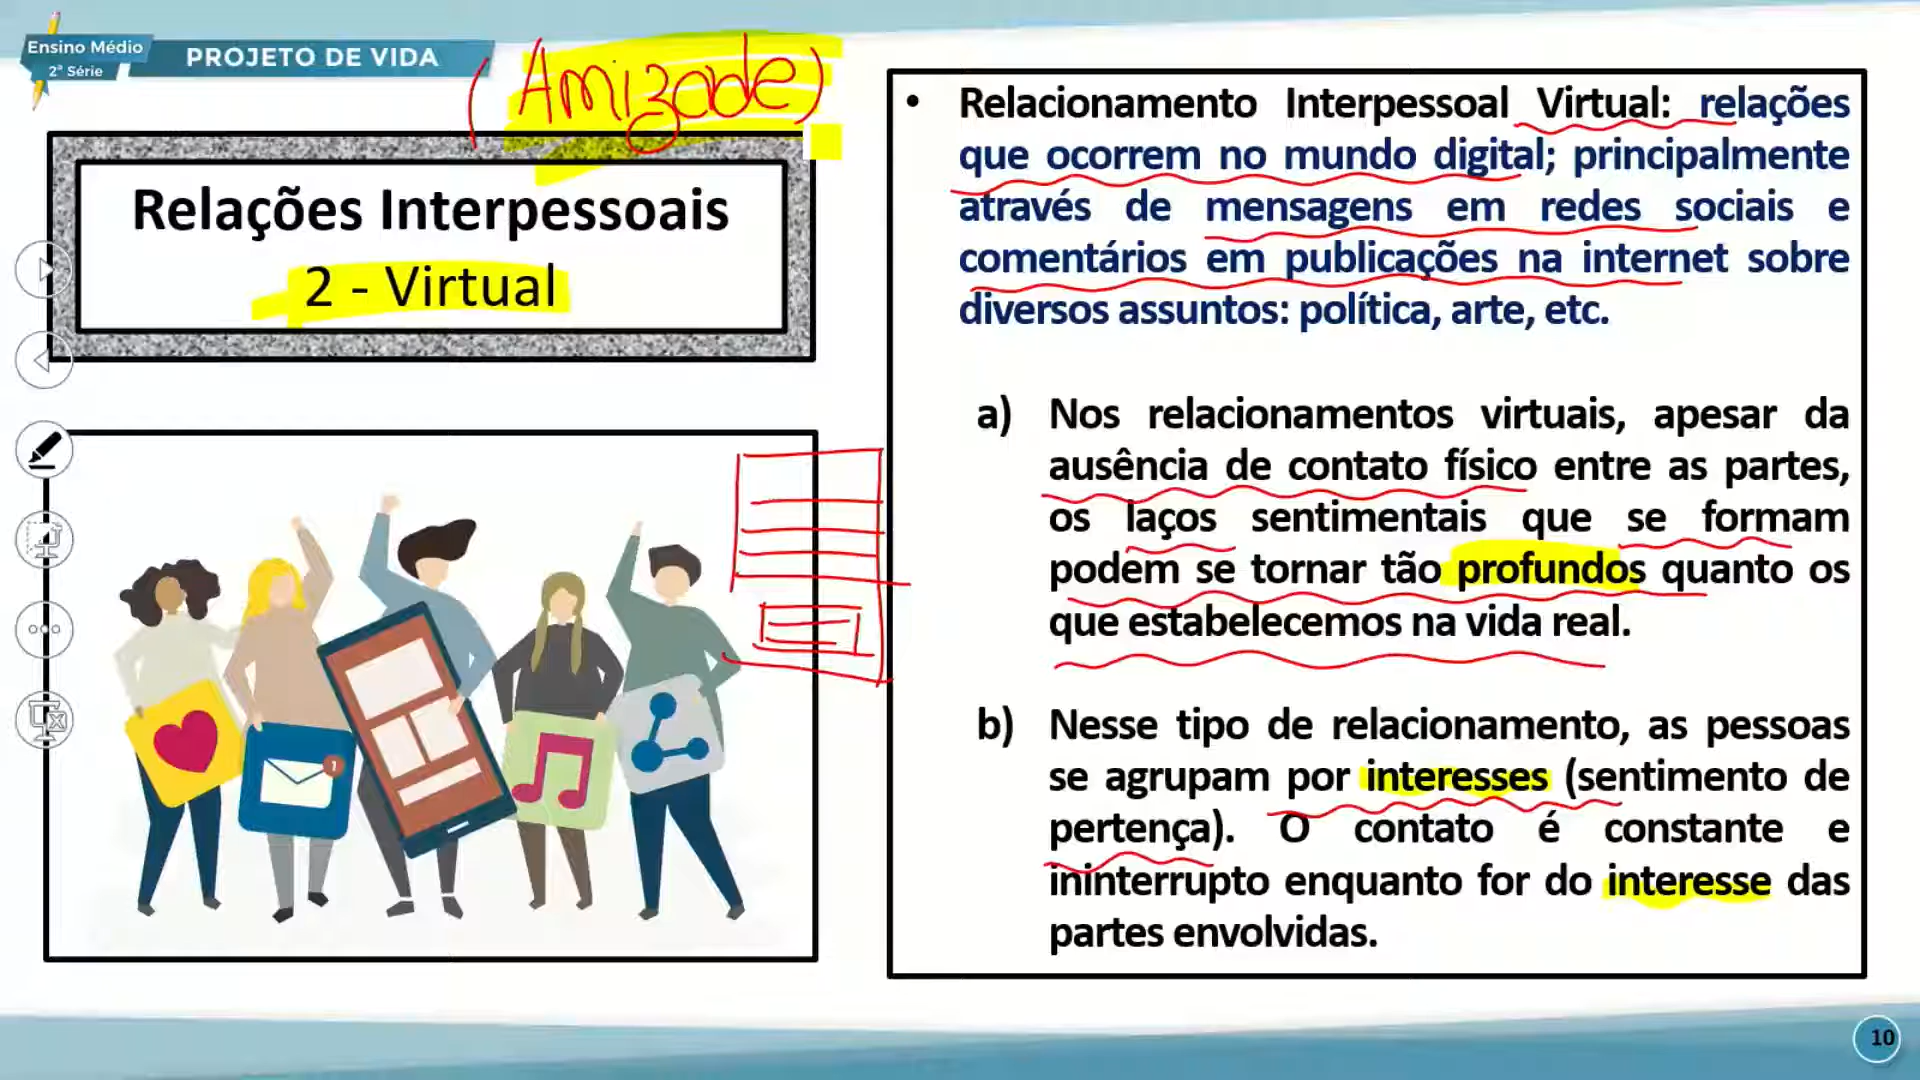 Ensino Médio
2ª Série
PROJETO DE VIDA
(Amizade)
Relações Interpessoais
2 - Virtual
• Relacionamento Interpessoal Virtual: relações
que ocorrem no mundo digital; principalmente
através de mensagens em redes sociais e
comentários em publicações na internet sobre
diversos assuntos: política, arte, etc.
a) Nos relacionamentos virtuais, apesar da
ausência de contato físico entre as partes,
os laços sentimentais que se formam
podem se tornar tão profundos quanto os
que estabelecemos na vida real.
b) Nesse tipo de relacionamento, as pessoas
se agrupam por interesses (sentimento de
pertença). O contato é constante e
ininterrupto enquanto for do interesse das
partes envolvidas.
1
10